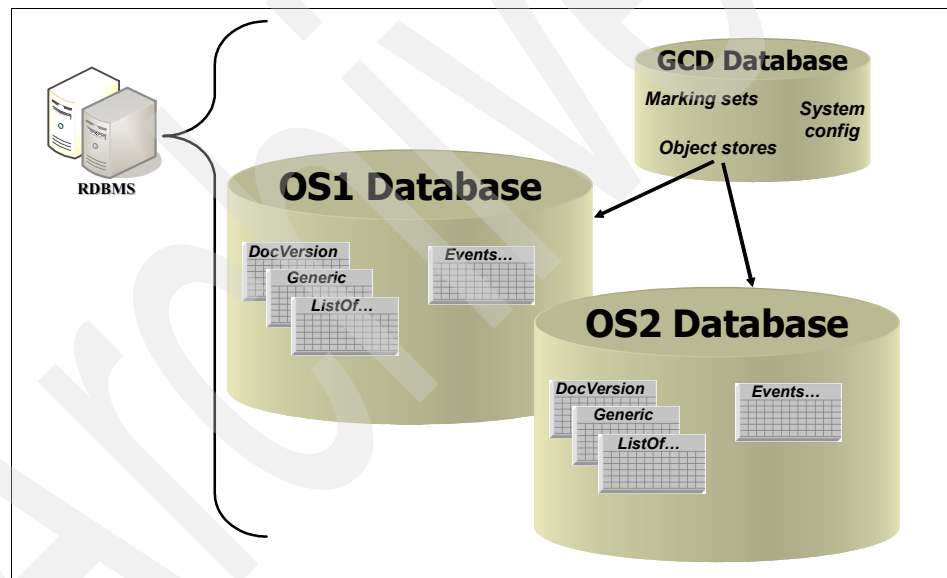 RDBMS
GCD Database
Marking sets
System
config
Object stores
OS1 Database
DocVersion
Generic
ListOf…
Events…
OS2 Database
DocVersion
Generic
ListOf…
Events…